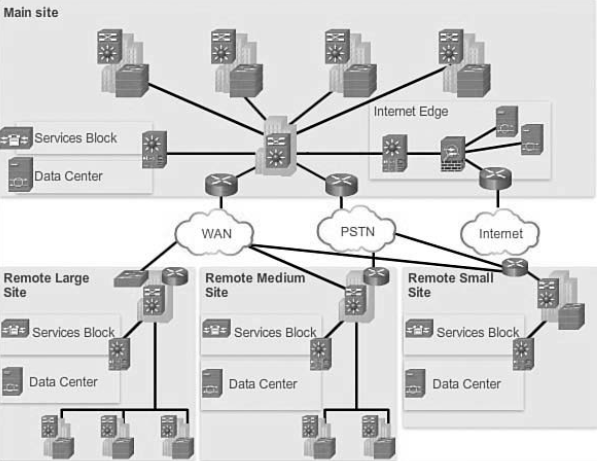 Main site
Internet Edge
Services Block
Data Center
WAN
PSTN
Internet
Remote Large
Site
Services Block
Data Center
Remote Medium
Site
Services Block
Data Center
Remote Small
Site
Services Block
Data Center